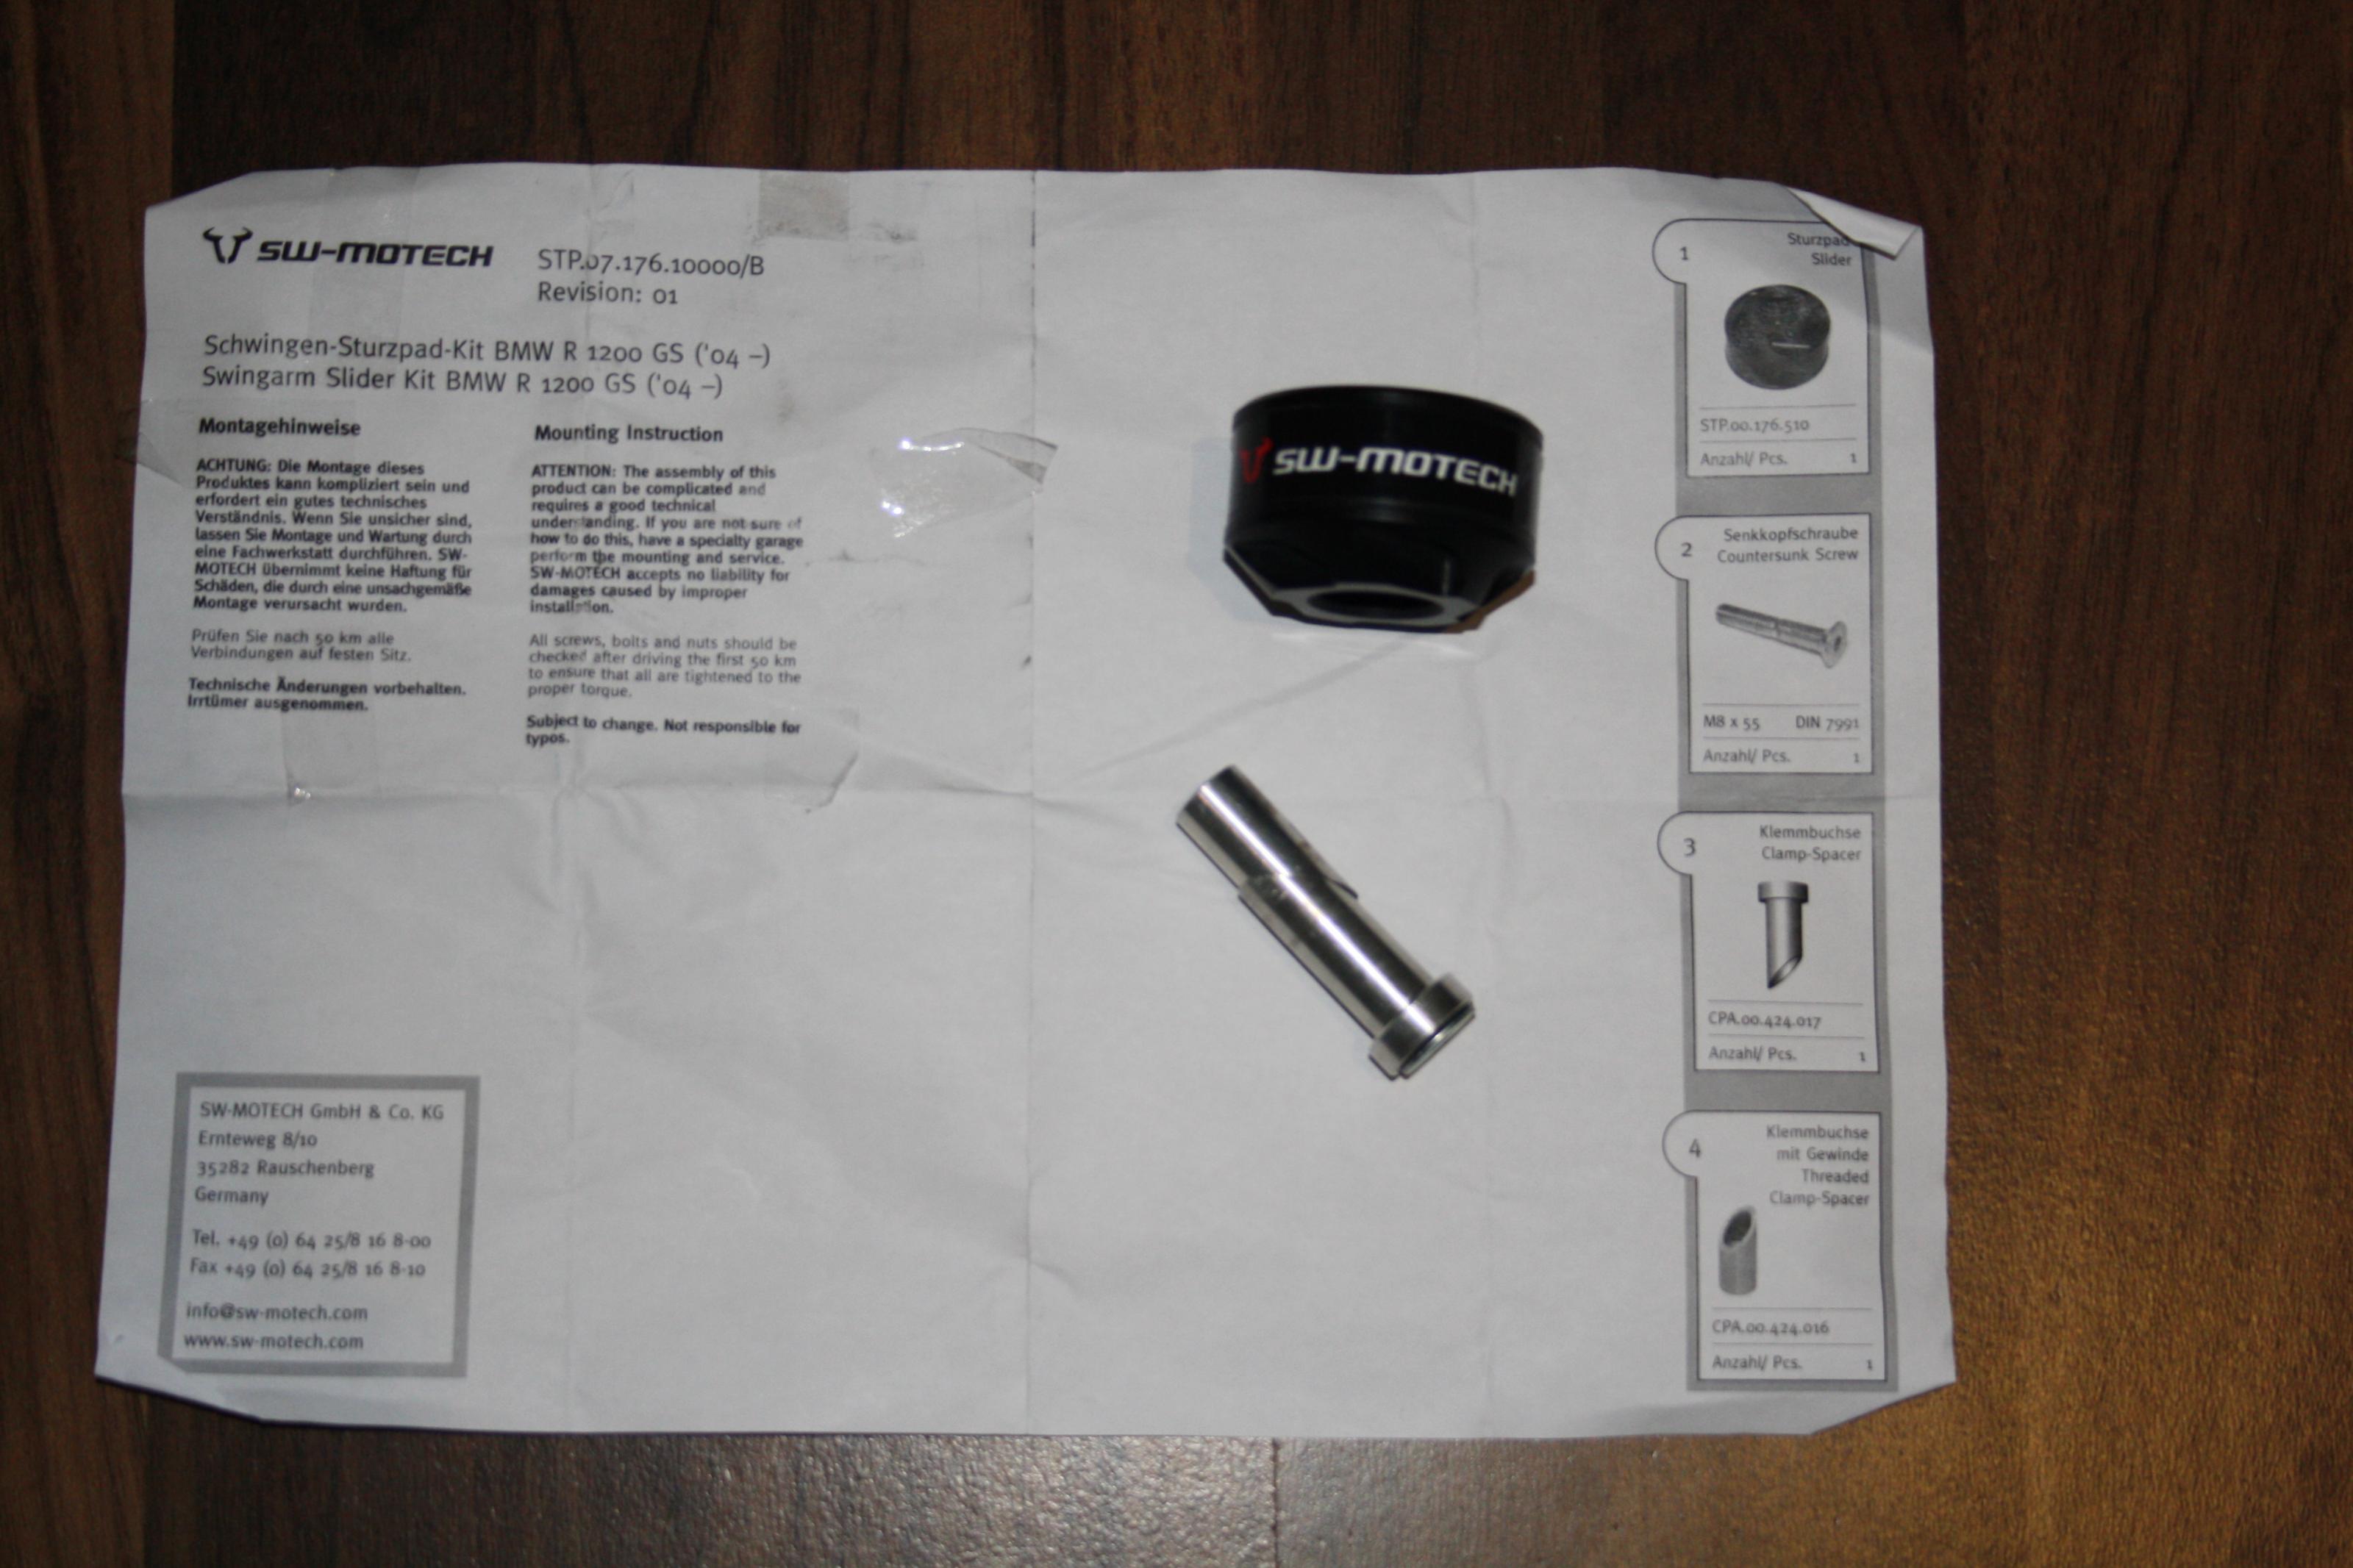 SW-MOTECH
STP.07.176.10000/B
Revision: 01
Schwingen-Sturzpad-Kit BMW R 1200 GS ('04 –)
Swingarm Slider Kit BMW R 1200 GS ('04 –)
Montagehinweise
ACHTUNG: Die Montage dieses
Produktes kann kompliziert sein und
erfordert ein gutes technisches
Verständnis. Wenn Sie unsicher sind,
lassen Sie Montage und Wartung durch
eine Fachwerkstatt durchführen. SW-
MOTECH übernimmt keine Haftung für
Schäden, die durch eine unsachgemäße
Montage verursacht wurden.
Prüfen Sie nach 50 km alle
Verbindungen auf festen Sitz.
Technische Änderungen vorbehalten.
Irrtümer ausgenommen.
Mounting Instruction
ATTENTION: The assembly of this
product can be complicated and
requires a good technical
understanding. If you are not sure of
how to do this, have a specialty garage
perform the mounting and service.
SW-MOTECH accepts no liability for
damages caused by improper
installation.
All screws, bolts and nuts should be
checked after driving the first 50 km
to ensure that all are tightened to the
proper torque.
Subject to change. Not responsible for
typos.
SW-MOTECH GmbH & Co. KG
Ernteweg 8/10
35282 Rauschenberg
Germany
Tel. +49 (0) 64 25/8 16 8-00
Fax +49 (0) 64 25/8 16 8-10
info@sw-motech.com
www.sw-motech.com
SW-MOTECH
1
Sturzpad
Slider
STP.00.176.510
Anzahl/ Pcs. 1
2
Senkkopfschraube
Countersunk Screw
M8 x 55 DIN 7991
Anzahl/ Pcs. 1
3
Klemmbuchse
Clamp-Spacer
CPA.00.424.017
Anzahl/ Pcs. 1
4
Klemmbuchse
mit Gewinde
Threaded
Clamp-Spacer
CPA.00.424.016
Anzahl/ Pcs. 1